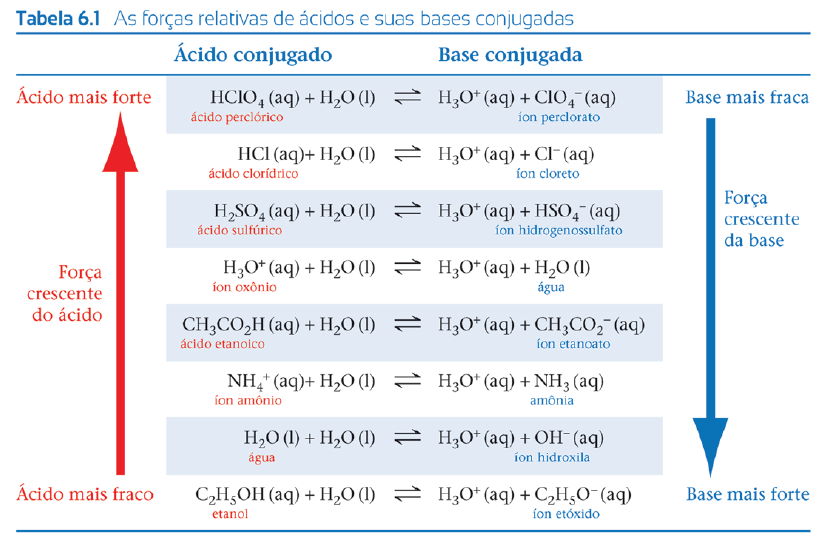 Tabela 6.1 As forças relativas de ácidos e suas bases conjugadas
Ácido conjugado Base conjugada
Ácido mais forte HClO₄ (aq) + H₂O (l) ⇌ H₃O⁺ (aq) + ClO₄⁻ (aq) Base mais fraca
ácido perclórico íon perclorato
HCl (aq)+ H₂O (l) ⇌ H₃O⁺ (aq) + Cl⁻ (aq)
ácido clorídrico íon cloreto
H₂SO₄ (aq) + H₂O (l) ⇌ H₃O⁺ (aq) + HSO₄⁻ (aq)
ácido sulfúrico íon hidrogenossulfato
Força
crescente
da base
H₃O⁺ (aq) + H₂O (l) ⇌ H₃O⁺ (aq) + H₂O (l)
íon oxônio água
Força
crescente
do ácido
CH₃CO₂H (aq) + H₂O (l) ⇌ H₃O⁺ (aq) + CH₃CO₂⁻ (aq)
ácido etanoico íon etanoato
NH₄⁺ (aq)+ H₂O (l) ⇌ H₃O⁺ (aq) + NH₃ (aq)
íon amônio amônia
H₂O (l) + H₂O (l) ⇌ H₃O⁺ (aq) + OH⁻ (aq)
água íon hidroxila
Ácido mais fraco C₂H₅OH (aq) + H₂O (l) ⇌ H₃O⁺ (aq) + C₂H₅O⁻ (aq) Base mais forte
etanol íon etóxido